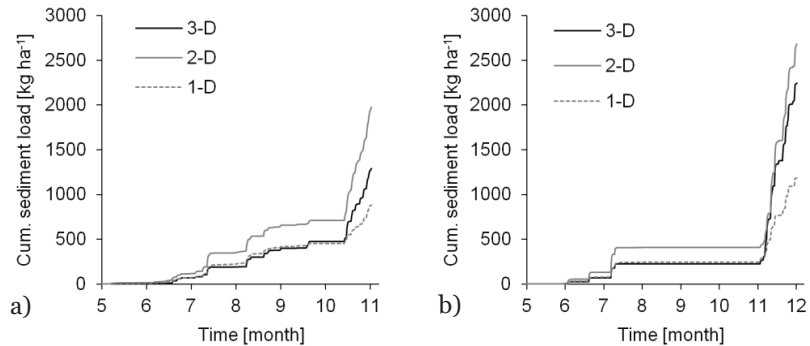 3000
2500
2000
1500
1000
500
0
Cum. sediment load [kg ha⁻¹]
3-D
2-D
1-D
5 6 7 8 9 10 11
Time [month]
a)
3000
2500
2000
1500
1000
500
0
Cum. sediment load [kg ha⁻¹]
3-D
2-D
1-D
5 6 7 8 9 10 11 12
Time [month]
b)